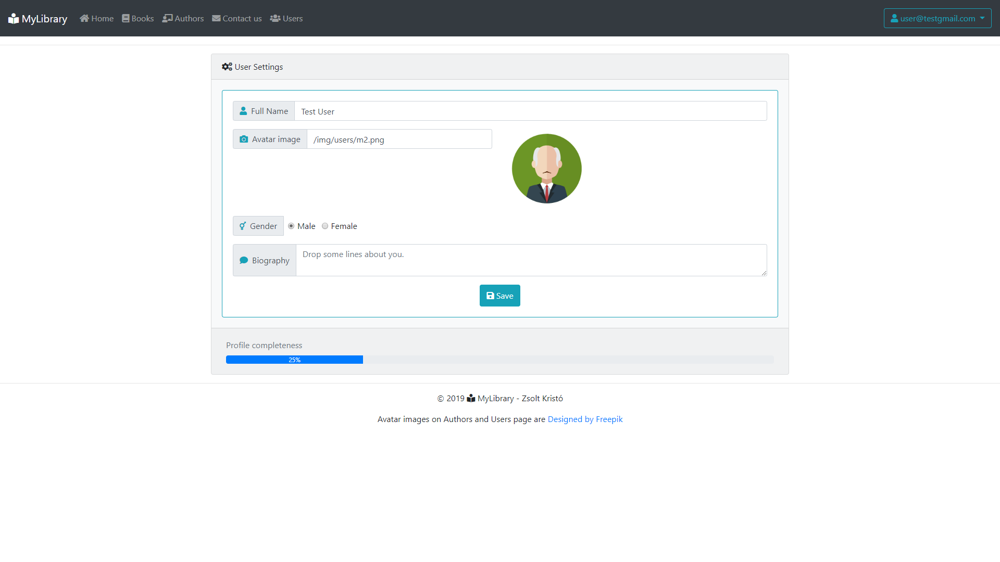 MyLibrary Home Books Authors Contact us Users user@testgmail.com
User Settings
Full Name Test User
Avatar image /img/users/m2.png
Gender Male Female
Biography Drop some lines about you.
Save
Profile completeness
25%
© 2019 MyLibrary - Zsolt Kristó
Avatar images on Authors and Users page are Designed by Freepik